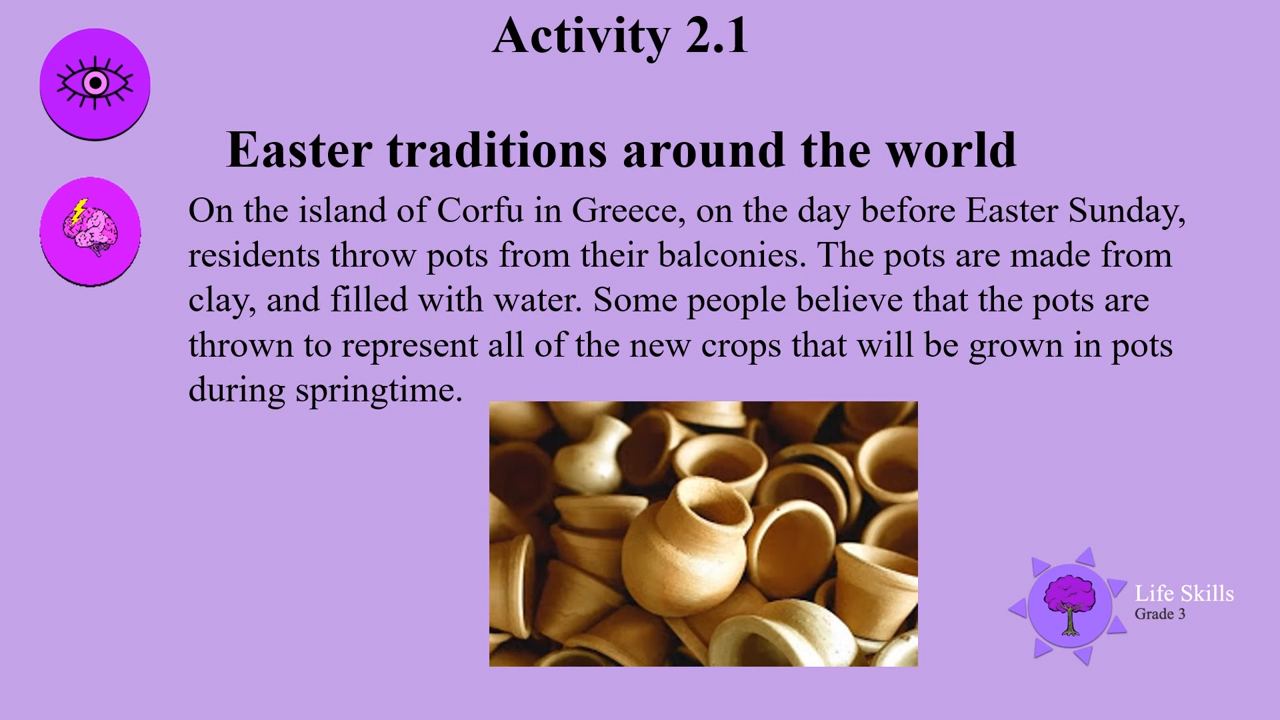 Activity 2.1
Easter traditions around the world
On the island of Corfu in Greece, on the day before Easter Sunday,
residents throw pots from their balconies. The pots are made from
clay, and filled with water. Some people believe that the pots are
thrown to represent all of the new crops that will be grown in pots
during springtime.
Life Skills
Grade 3